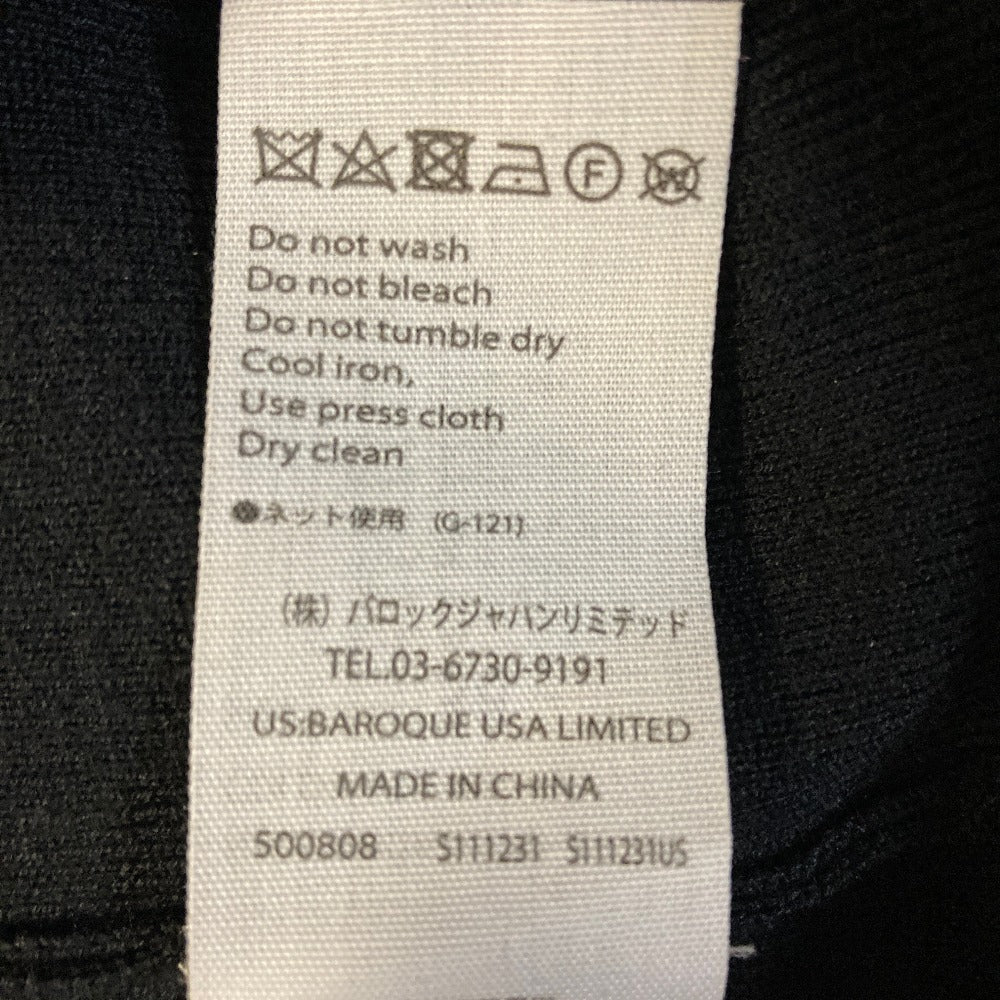 F W
Do not wash
Do not bleach
Do not tumble dry
Cool iron,
Use press cloth
Dry clean
●ネット使用 (G-121)
(株)バロックジャパンリミテッド
TEL.03-6730-9191
US:BAROQUE USA LIMITED
MADE IN CHINA
500808 S111231 S111231US